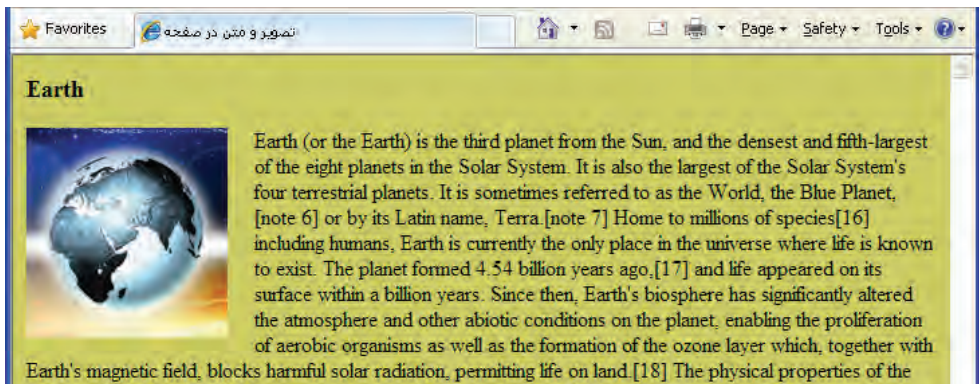 Favorites
تصویر و متن در صفحه
Page
Safety
Tools
Earth
Earth (or the Earth) is the third planet from the Sun, and the densest and fifth-largest
of the eight planets in the Solar System. It is also the largest of the Solar System's
four terrestrial planets. It is sometimes referred to as the World, the Blue Planet,
[note 6] or by its Latin name, Terra.[note 7] Home to millions of species[16]
including humans, Earth is currently the only place in the universe where life is known
to exist. The planet formed 4.54 billion years ago,[17] and life appeared on its
surface within a billion years. Since then, Earth's biosphere has significantly altered
the atmosphere and other abiotic conditions on the planet, enabling the proliferation
of aerobic organisms as well as the formation of the ozone layer which, together with
Earth's magnetic field, blocks harmful solar radiation, permitting life on land.[18] The physical properties of the